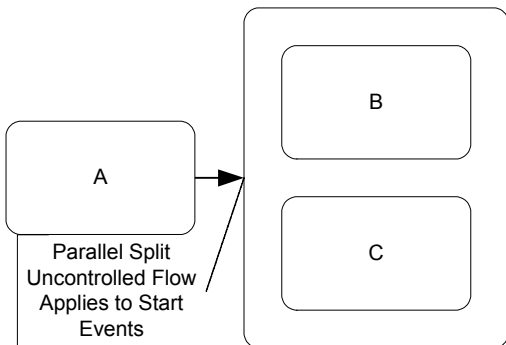 A
B
C
Parallel Split
Uncontrolled Flow
Applies to Start
Events